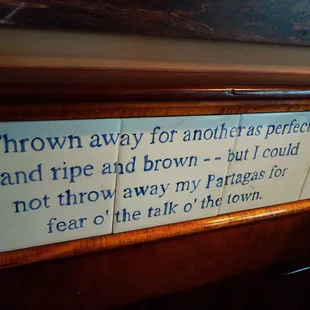 Thrown away for another as perfect
and ripe and brown -- but I could
not throw away my Partagas for
fear o' the talk o' the town.